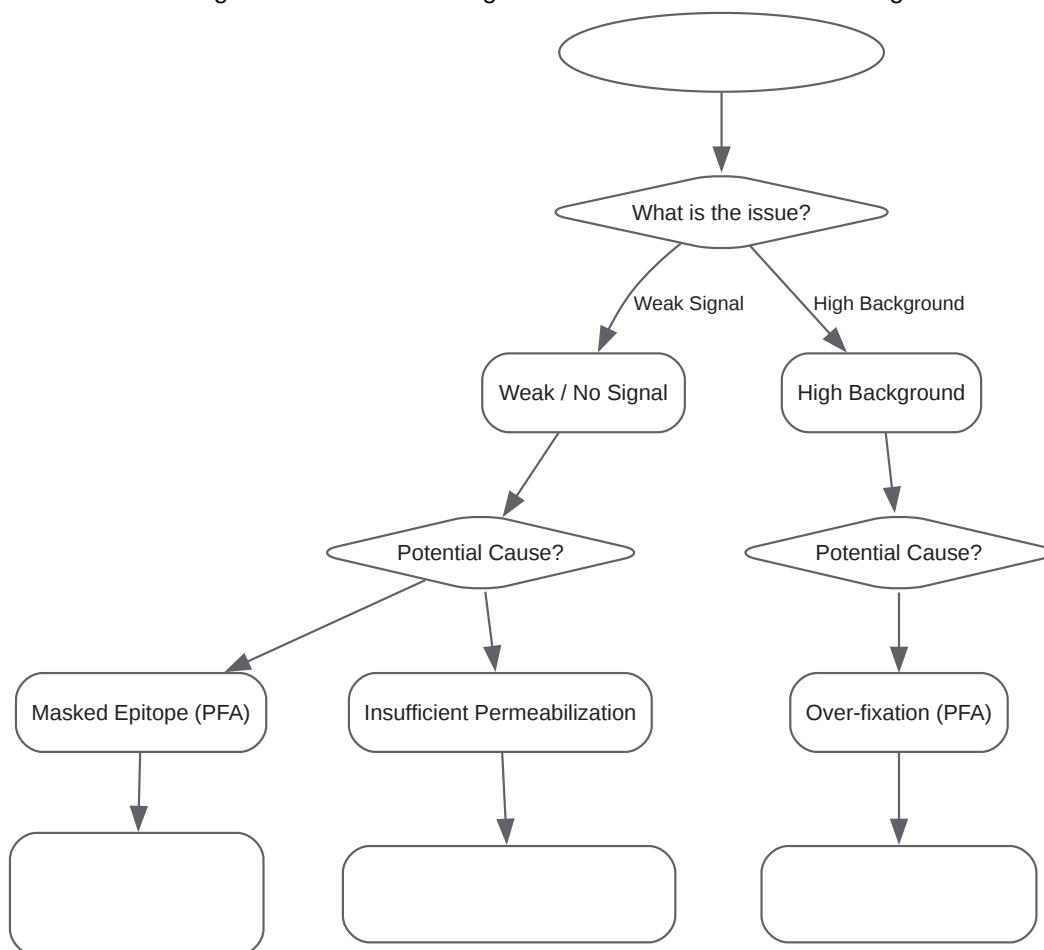 What is the issue?
Weak Signal
High Background
Weak / No Signal
High Background
Potential Cause?
Potential Cause?
Masked Epitope (PFA)
Insufficient Permeabilization
Over-fixation (PFA)